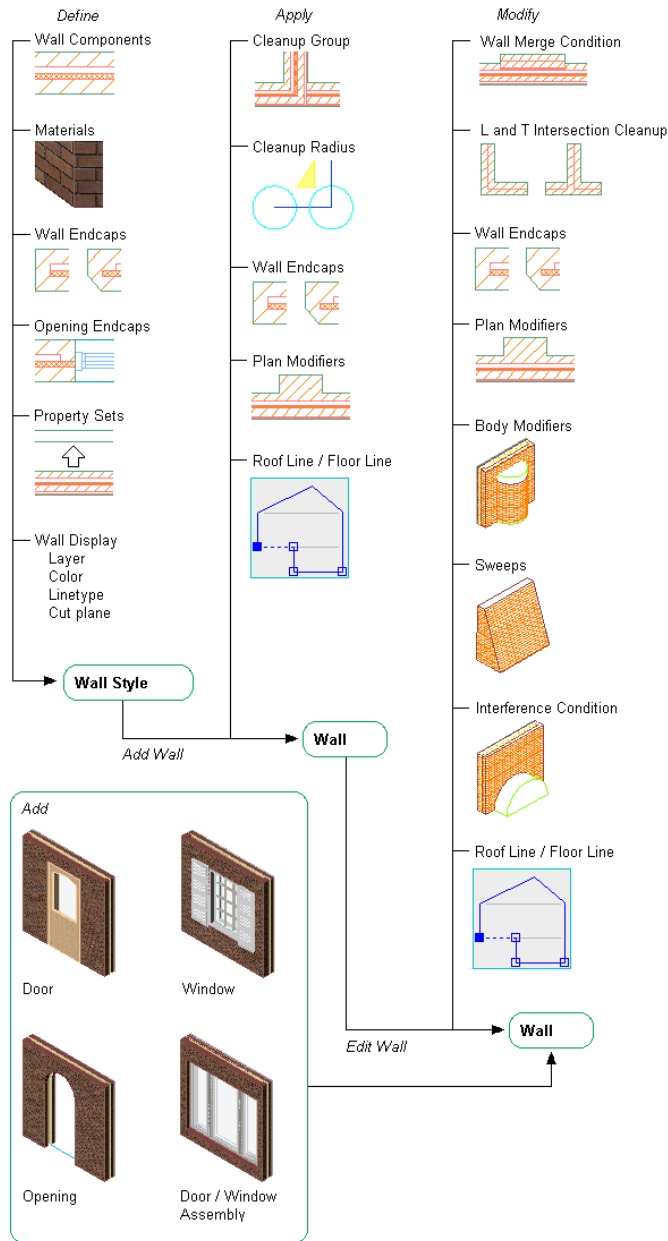 Define
Wall Components
Materials
Wall Endcaps
Opening Endcaps
Property Sets
Wall Display
Layer
Color
Linetype
Cut plane
Wall Style
Add Wall
Apply
Cleanup Group
Cleanup Radius
Wall Endcaps
Plan Modifiers
Roof Line / Floor Line
Wall
Edit Wall
Modify
Wall Merge Condition
L and T Intersection Cleanup
Wall Endcaps
Plan Modifiers
Body Modifiers
Sweeps
Interference Condition
Roof Line / Floor Line
Wall
Add
Door
Window
Opening
Door / Window
Assembly